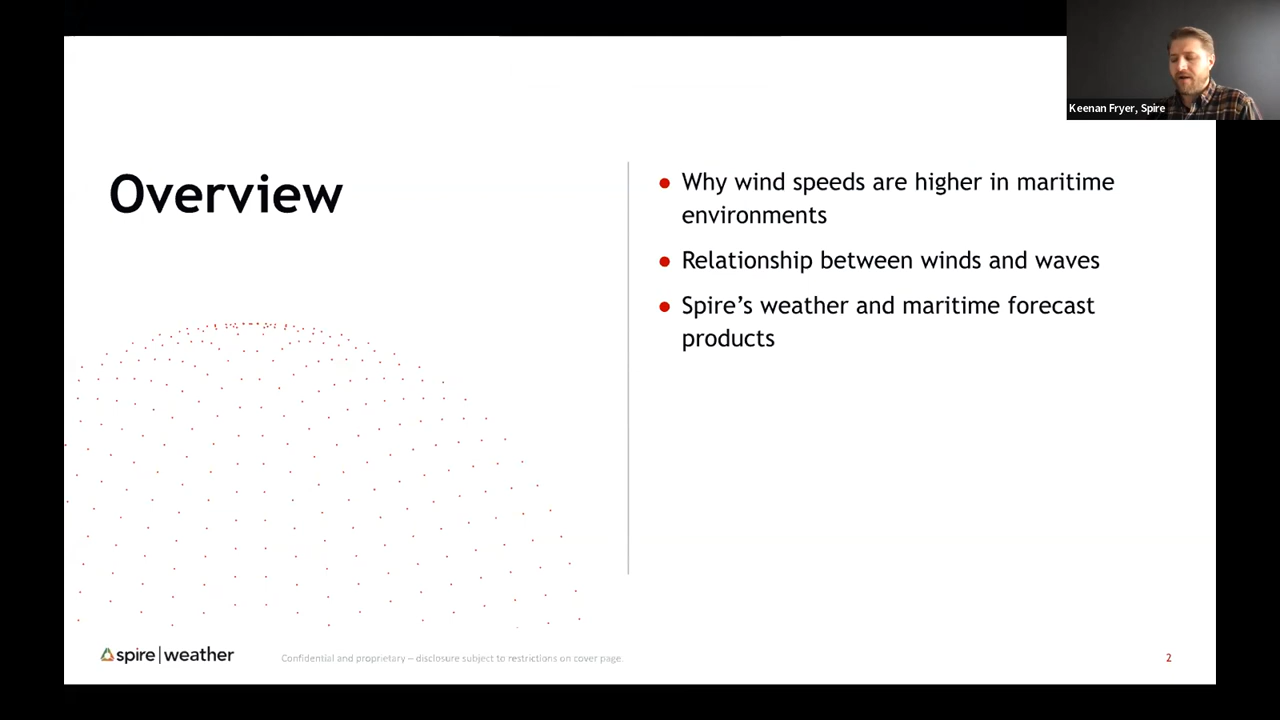 Keenan Fryer, Spire
Overview
● Why wind speeds are higher in maritime
environments
● Relationship between winds and waves
● Spire’s weather and maritime forecast
products
spire|weather
Confidential and proprietary – disclosure subject to restrictions on cover page.
2